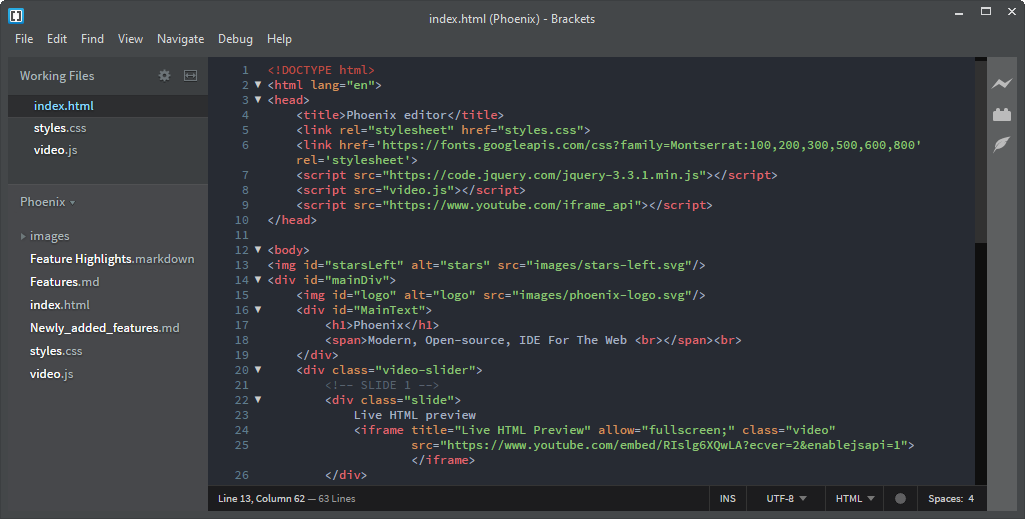 index.html (Phoenix) - Brackets
File Edit Find View Navigate Debug Help
Working Files
index.html
styles.css
video.js
Phoenix
images
Feature Highlights.markdown
Features.md
index.html
Newly_added_features.md
styles.css
video.js
1 <!DOCTYPE html>
2 <html lang="en">
3 <head>
4 <title>Phoenix editor</title>
5 <link rel="stylesheet" href="styles.css">
6 <link href='https://fonts.googleapis.com/css?family=Montserrat:100,200,300,500,600,800'
rel='stylesheet'>
7 <script src="https://code.jquery.com/jquery-3.3.1.min.js"></script>
8 <script src="video.js"></script>
9 <script src="https://www.youtube.com/iframe_api"></script>
10 </head>
11
12 <body>
13 <img id="starsLeft" alt="stars" src="images/stars-left.svg"/>
14 <div id="mainDiv">
15 <img id="logo" alt="logo" src="images/phoenix-logo.svg"/>
16 <div id="MainText">
17 <h1>Phoenix</h1>
18 <span>Modern, Open-source, IDE For The Web <br></span><br>
19 </div>
20 <div class="video-slider">
21 <!-- SLIDE 1 -->
22 <div class="slide">
23 Live HTML preview
24 <iframe title="Live HTML Preview" allow="fullscreen;" class="video"
25 src="https://www.youtube.com/embed/RIslg6XQwLA?ecver=2&enablejsapi=1">
</iframe>
26 </div>
Line 13, Column 62 — 63 Lines
INS UTF-8 HTML Spaces: 4